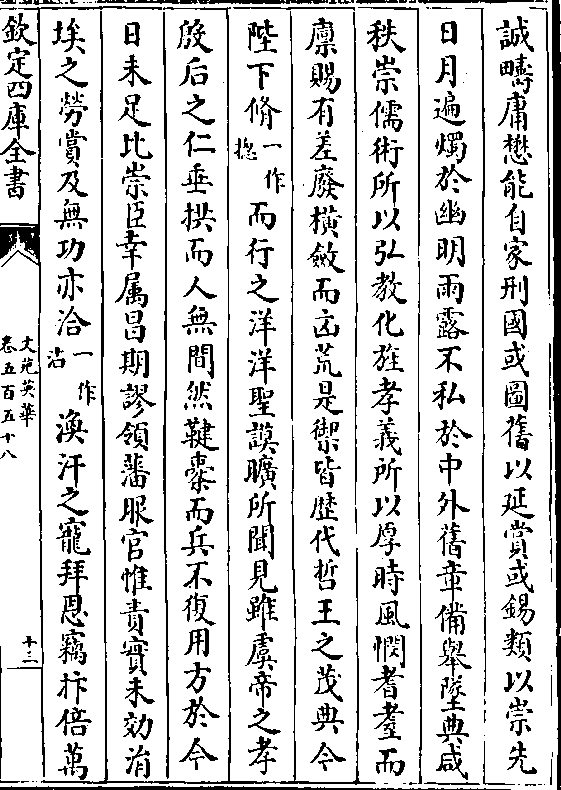 誠疇庸懋能自家刑國或圖舊以延賞或錫類以崇先
日月遍燭於幽明雨露不私於中外舊章備舉墜典咸
秩崇儒術所以弘教化旌孝義所以厚時風憫耆耋而
廪賜有差廢橫斂而凶荒是禦皆歴代哲王之茂典今
陛下脩一作㧾而行之洋洋聖謨曠所聞見雖虞帝之孝
殷后之仁垂拱而人無間然鞬櫜而兵不復用方於今
日未足比崇臣幸属昌期謬領藩服官惟責實未効涓
埃之勞賞及無功亦洽一作沾渙汗之寵拜恩竊抃倍萬
欽定四庫全書
文苑英華
卷五百五十八
十三